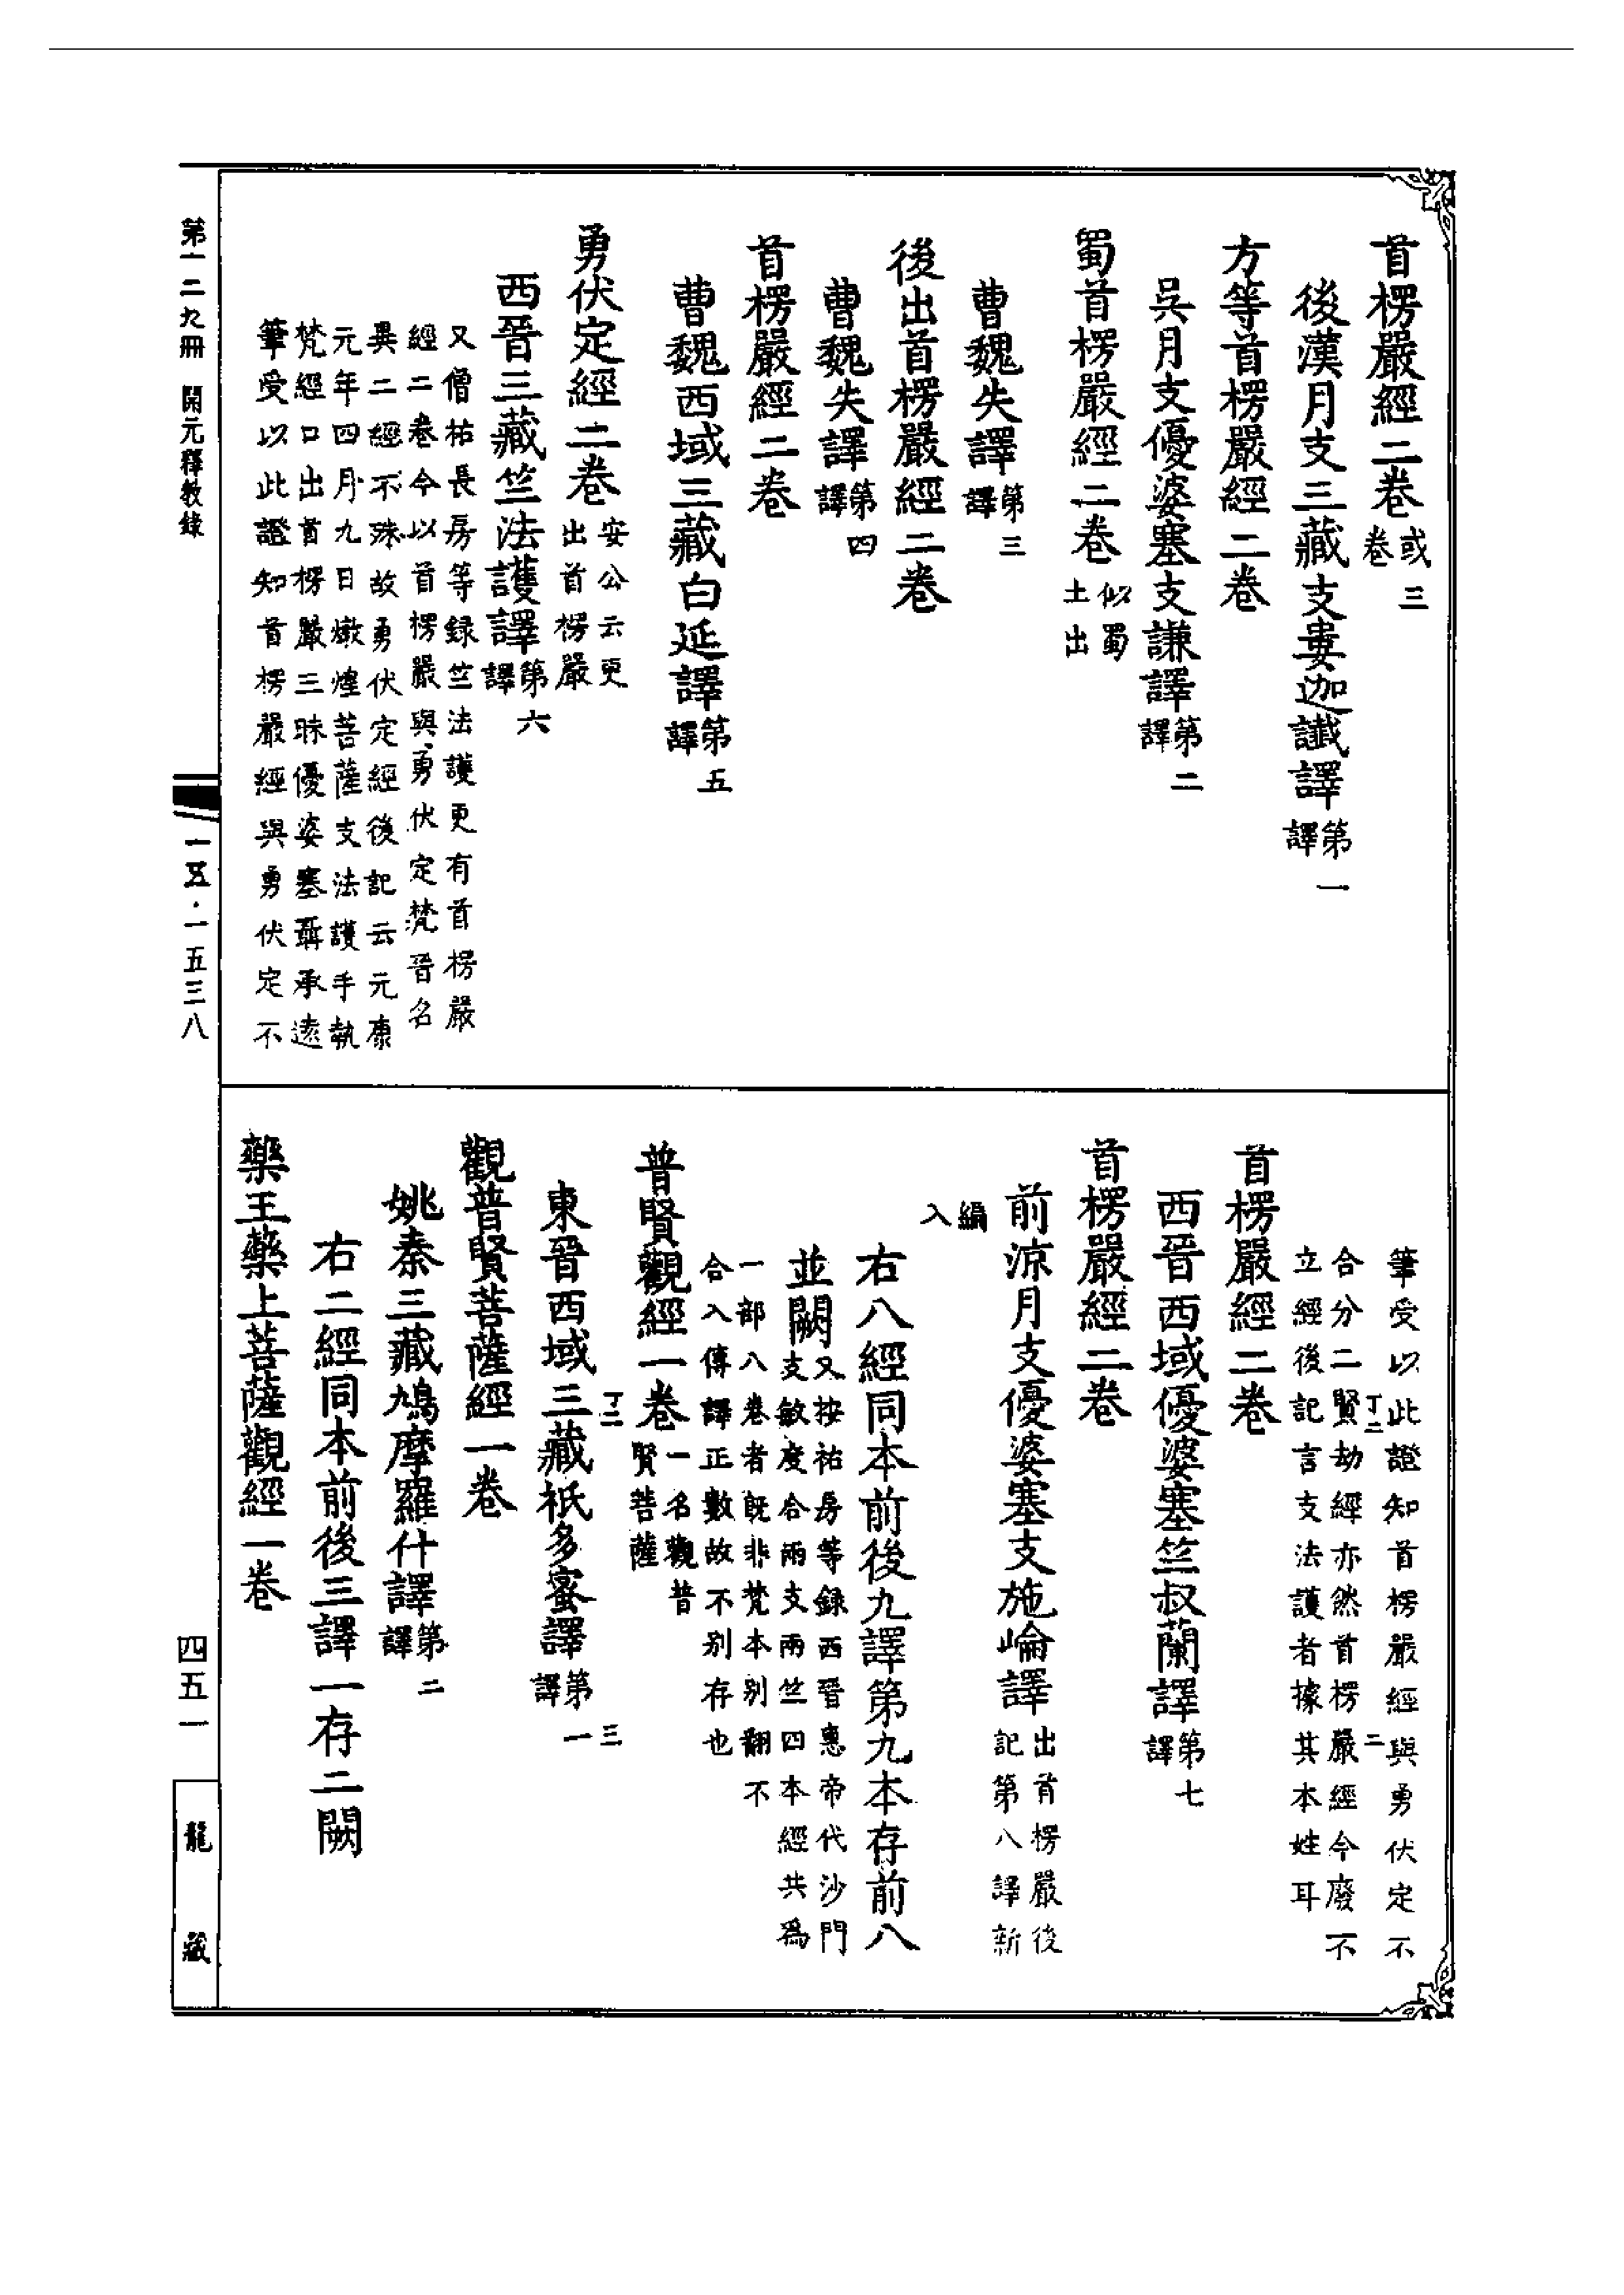 首楞嚴經二卷或三卷
後漢月支三藏支婁迦讖譯第一譯
方等首楞嚴經二卷
吳月支優婆塞支謙譯第二譯
蜀首楞嚴經二卷似蜀土出
曹魏失譯第三譯
後出首楞嚴經二卷
曹魏失譯第四譯
首楞嚴經二卷
曹魏西域三藏白延譯第五譯
勇伏定經二卷安公云更出首楞嚴
西晉三藏竺法護譯第六譯
又僧祐長房等録竺法護更有首楞嚴
經二卷今以首楞嚴與勇伏定梵晉名
異二經不殊故勇伏定經後記云元康
元年四月九日燉煌菩薩支法護手執
梵經口出首楞嚴三昧優婆塞聶承遠
筆受以此證知首楞嚴經與勇伏定不
筆受以此證知首楞嚴經與勇伏定不
丁二 二
合分二賢劫經亦然首楞嚴經今廢不
立經後記言支法護者據其本姓耳
首楞嚴經二卷
西晉西域優婆塞竺叔蘭譯第七譯
首楞嚴經二卷
前涼月支優婆塞支施崘譯出首楞嚴後記第八譯新
編入
右八經同本前後九譯第九本存前八
並闕又按祐房等録西晉惠帝代沙門
支敏度合兩支兩竺四本經共爲
一部八卷者既非梵本別翻不
合入傳譯正數故不别存也
普賢觀經一卷一名觀普賢菩薩
丁二 三
東晉西域三藏祇多蜜譯第一譯
觀普賢菩薩經一卷
姚秦三藏鳩摩羅什譯第二譯
右二經同本前後三譯一存二闕
藥王藥上菩薩觀經一卷
第一二九冊 開元釋教錄
一五·一五三八
四五一
龍藏